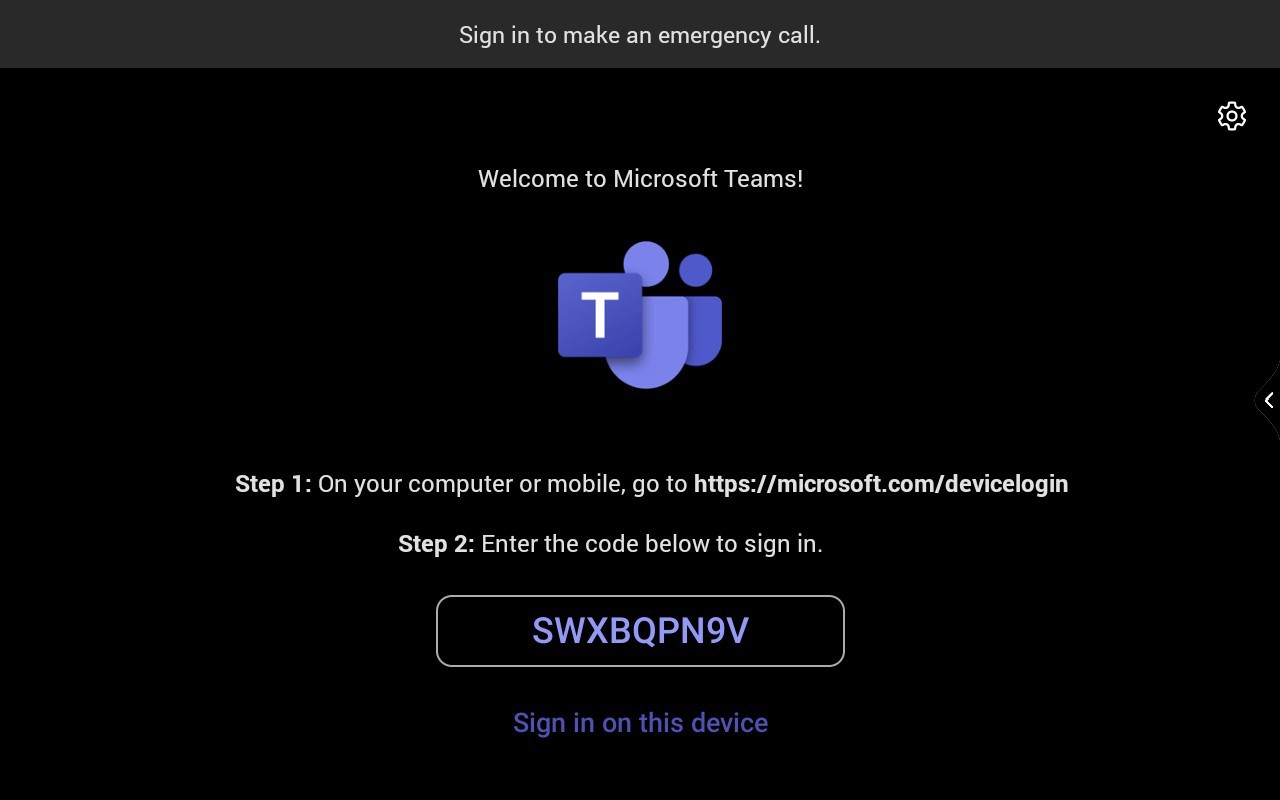 Sign in to make an emergency call.
Welcome to Microsoft Teams!
T
Step 1: On your computer or mobile, go to https://microsoft.com/devicelogin
Step 2: Enter the code below to sign in.
SWXBQPN9V
Sign in on this device